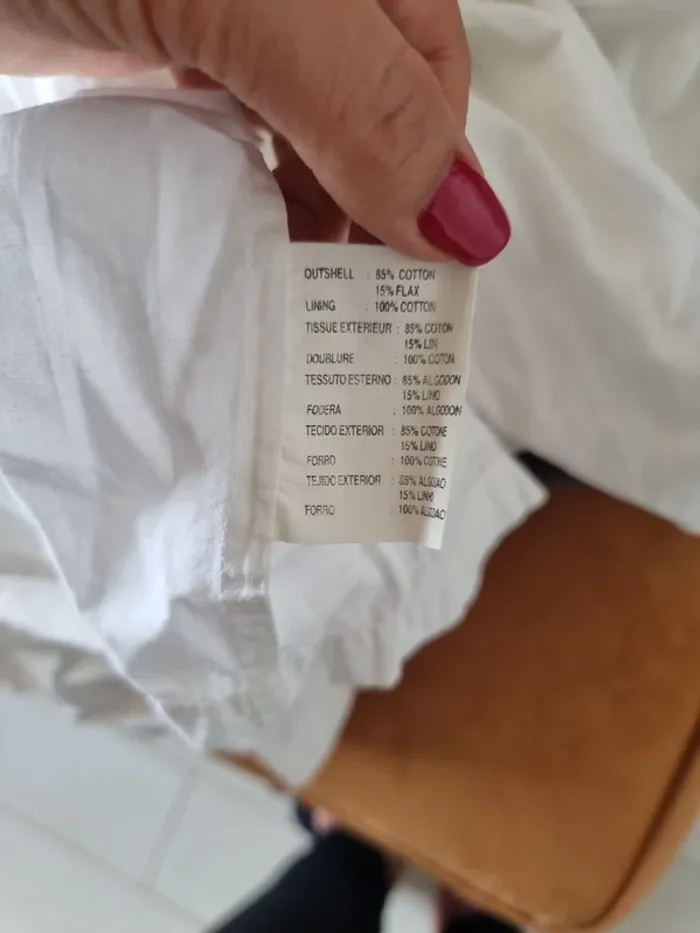 OUTSHELL : 85% COTTON
15% FLAX
LINING : 100% COTTON
TISSUE EXTERIEUR : 85% COTON
15% LIN
DOUBLURE : 100% COTON
TESSUTO ESTERNO : 85% ALGODON
15% LINO
FODERA : 100% ALGODON
TECIDO EXTERIOR : 85% COTONE
15% LINO
FORRO : 100% COTONE
TEJIDO EXTERIOR : 85% ALGOAO
15% LINHO
FORRO : 100% ALGOAO